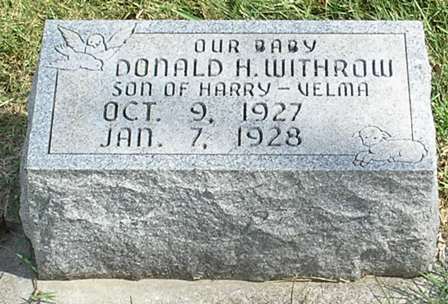 OUR BABY
DONALD H. WITHROW
SON OF HARRY - VELMA
OCT. 9, 1927
JAN. 7, 1928